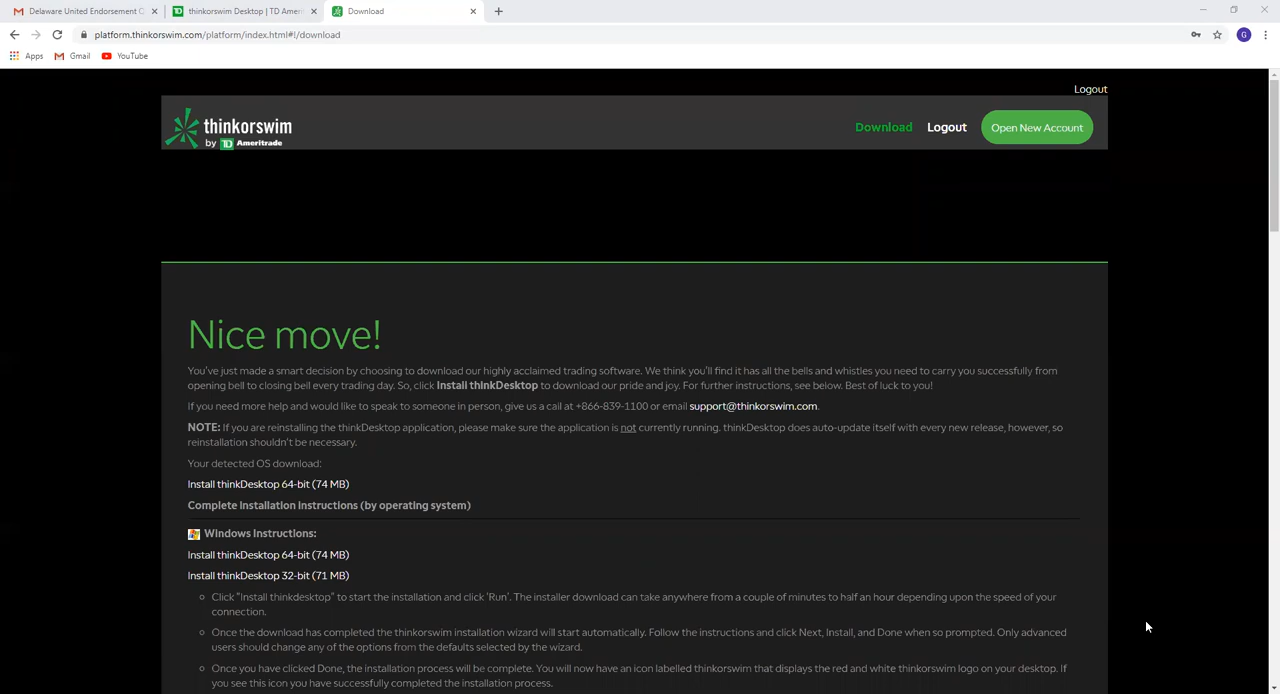 Delaware United Endorsement Q
thinkorswim Desktop | TD Ameri
Download
platform.thinkorswim.com/platform/index.html#!/download
G
Apps Gmail YouTube
Logout
thinkorswim
by TD Ameritrade
Download Logout Open New Account
Nice move!
You've just made a smart decision by choosing to download our highly acclaimed trading software. We think you'll find it has all the bells and whistles you need to carry you successfully from
opening bell to closing bell every trading day. So, click Install thinkDesktop to download our pride and joy. For further instructions, see below. Best of luck to you!
If you need more help and would like to speak to someone in person, give us a call at +866-839-1100 or email support@thinkorswim.com.
NOTE: If you are reinstalling the thinkDesktop application, please make sure the application is not currently running. thinkDesktop does auto-update itself with every new release, however, so
reinstallation shouldn't be necessary.
Your detected OS download:
Install thinkDesktop 64-bit (74 MB)
Complete installation instructions (by operating system)
Windows Instructions:
Install thinkDesktop 64-bit (74 MB)
Install thinkDesktop 32-bit (71 MB)
Click "Install thinkdesktop" to start the installation and click 'Run'. The installer download can take anywhere from a couple of minutes to half an hour depending upon the speed of your
connection.
Once the download has completed the thinkorswim installation wizard will start automatically. Follow the instructions and click Next, Install, and Done when so prompted. Only advanced
users should change any of the options from the defaults selected by the wizard.
Once you have clicked Done, the installation process will be complete. You will now have an icon labelled thinkorswim that displays the red and white thinkorswim logo on your desktop. If
you see this icon you have successfully completed the installation process.